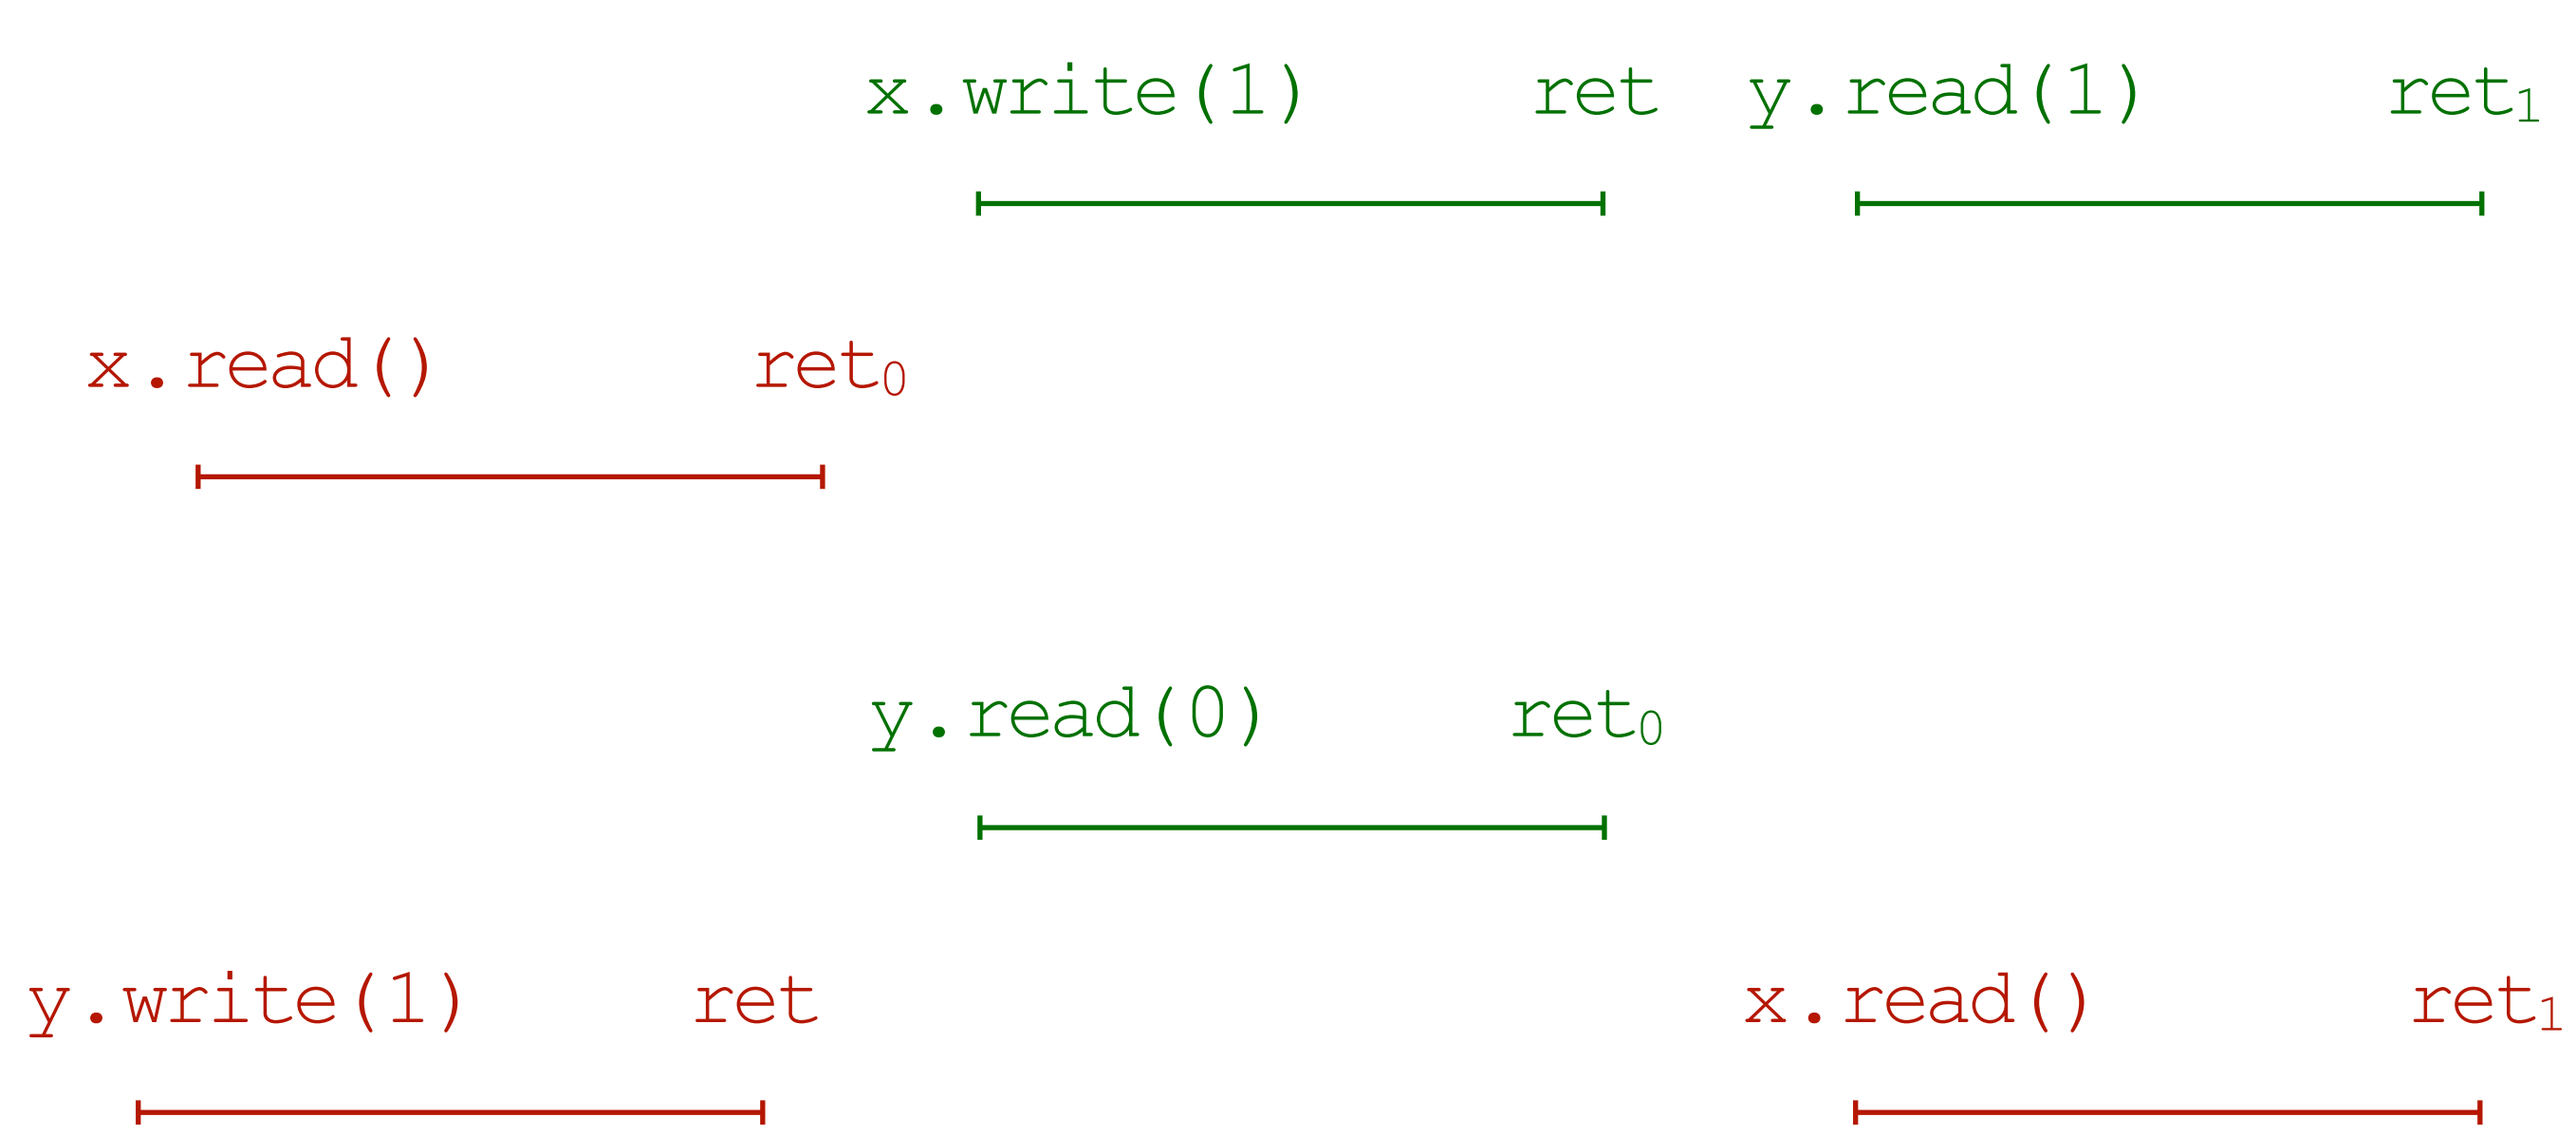 x.write(1) ret y.read(1) ret₁
x.read() ret₀
y.read(0) ret₀
y.write(1) ret x.read() ret₁